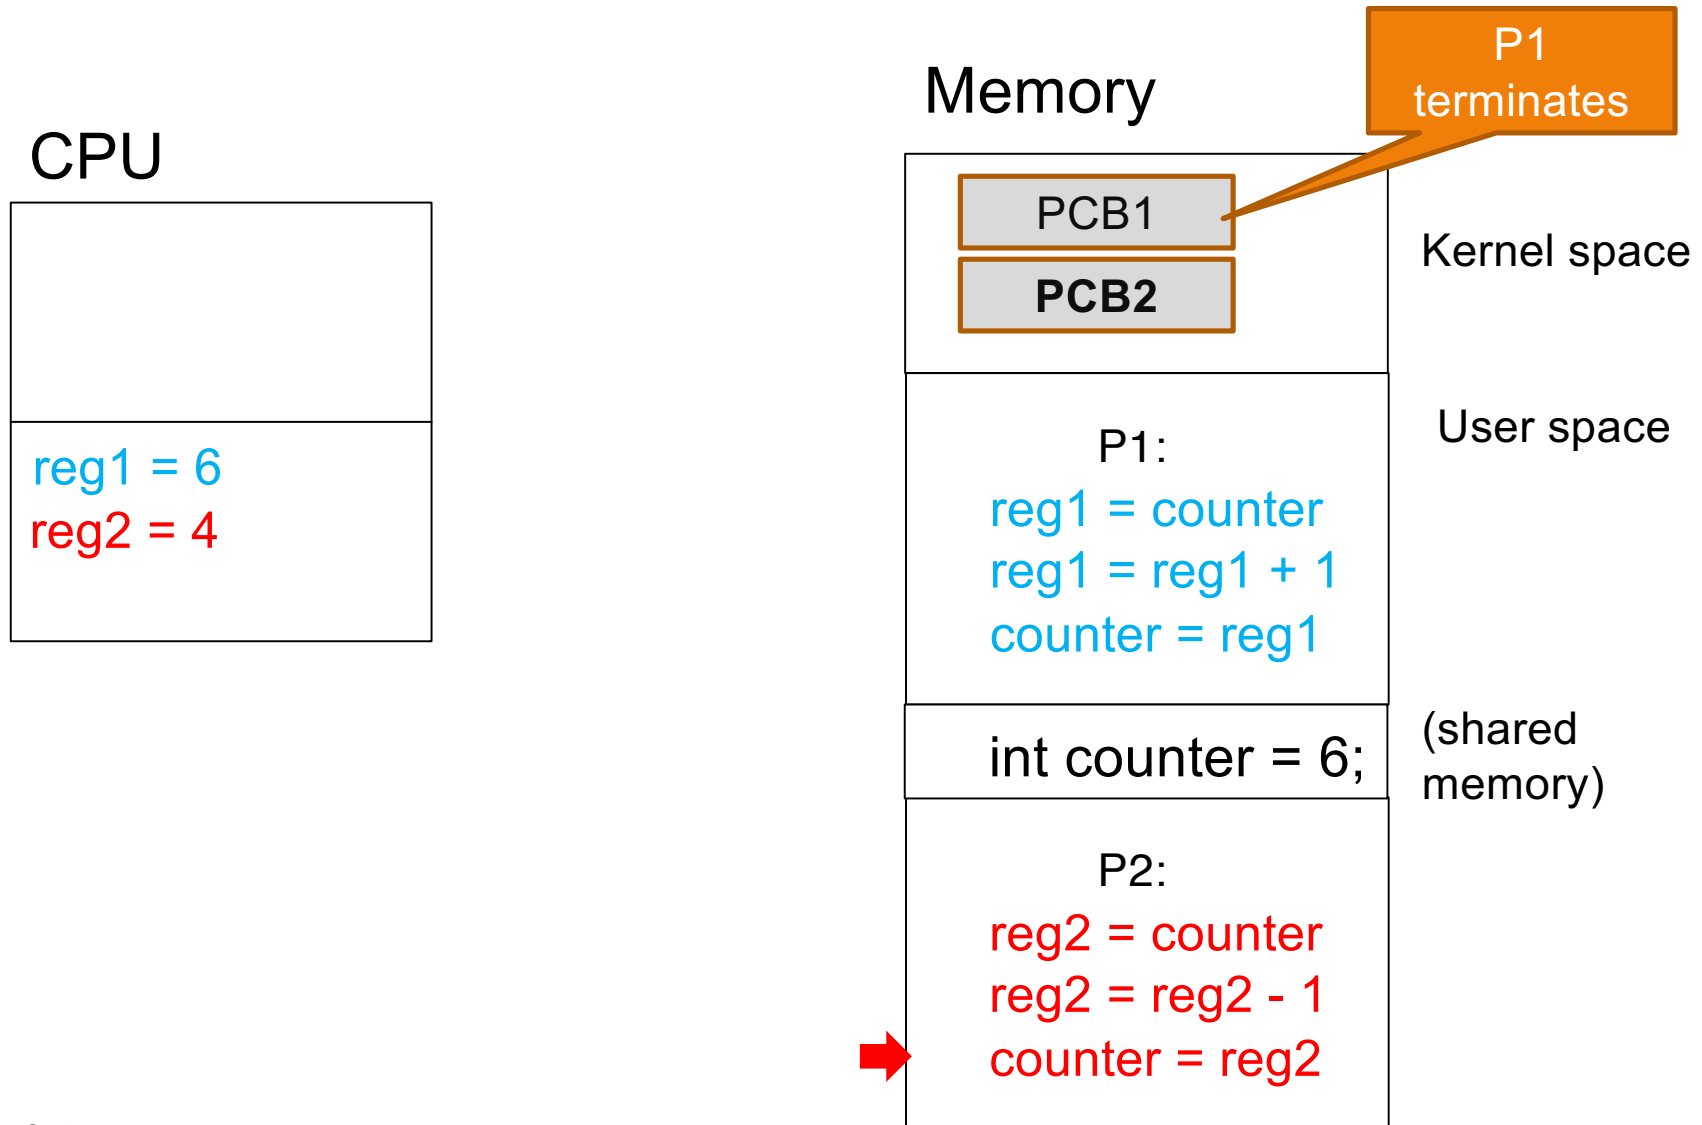 CPU
reg1 = 6
reg2 = 4
Memory
P1
terminates
PCB1
PCB2
Kernel space
User space
P1:
reg1 = counter
reg1 = reg1 + 1
counter = reg1
int counter = 6;
(shared
memory)
P2:
reg2 = counter
reg2 = reg2 - 1
counter = reg2